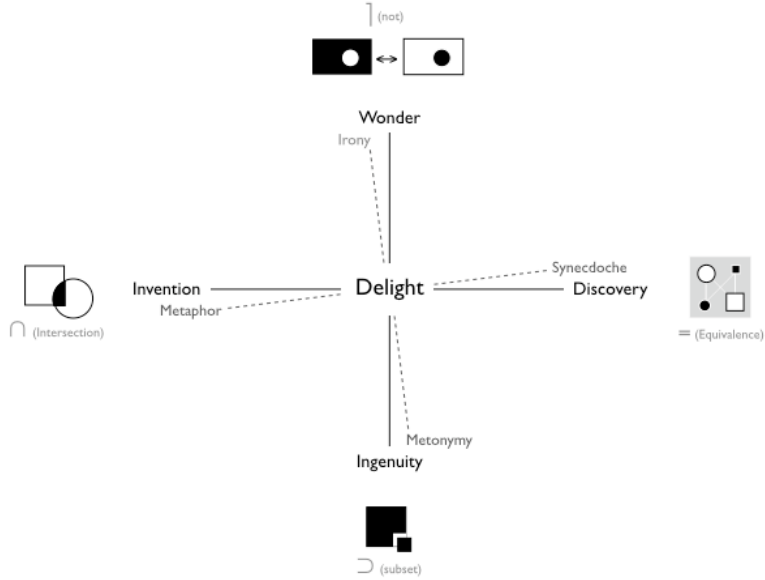 (not)
Wonder
Irony
Synecdoche
Invention
Delight
Discovery
Metaphor
∩ (Intersection)
= (Equivalence)
Metonymy
Ingenuity
⊃ (subset)